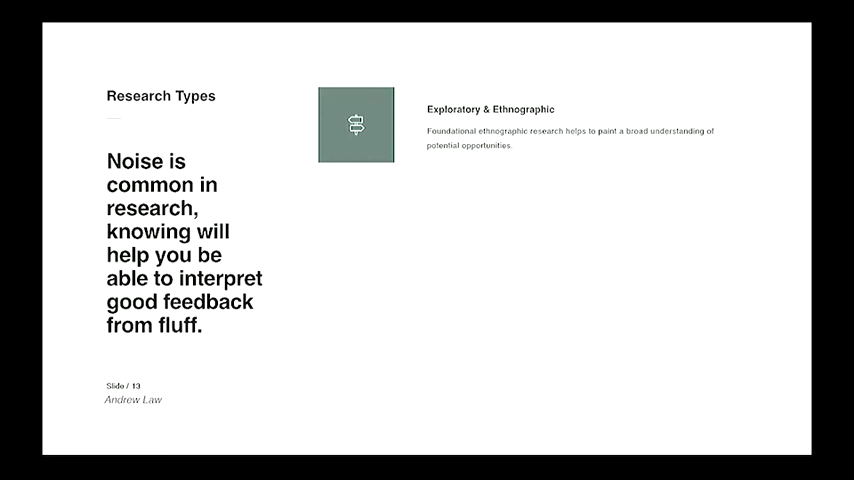 Research Types
Noise is
common in
research,
knowing will
help you be
able to interpret
good feedback
from fluff.
Slide / 13
Andrew Law
Exploratory & Ethnographic
Foundational ethnographic research helps to paint a broad understanding of
potential opportunities.